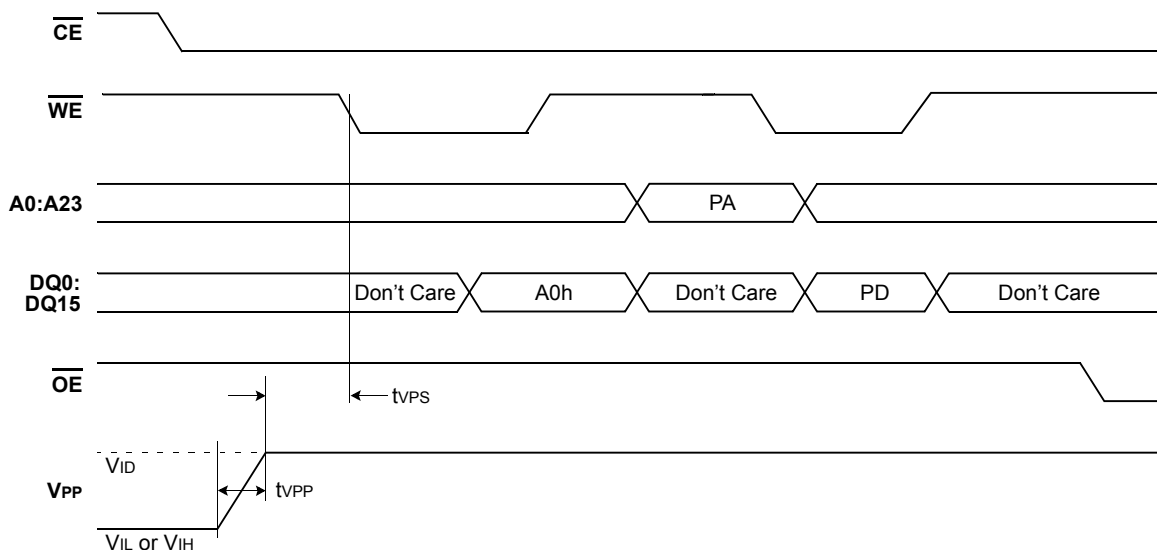 CE
WE
A0:A23
PA
DQ0:
DQ15
Don't Care
A0h
Don't Care
PD
Don't Care
OE
tVPS
VID
VPP
tVPP
VIL or VIH